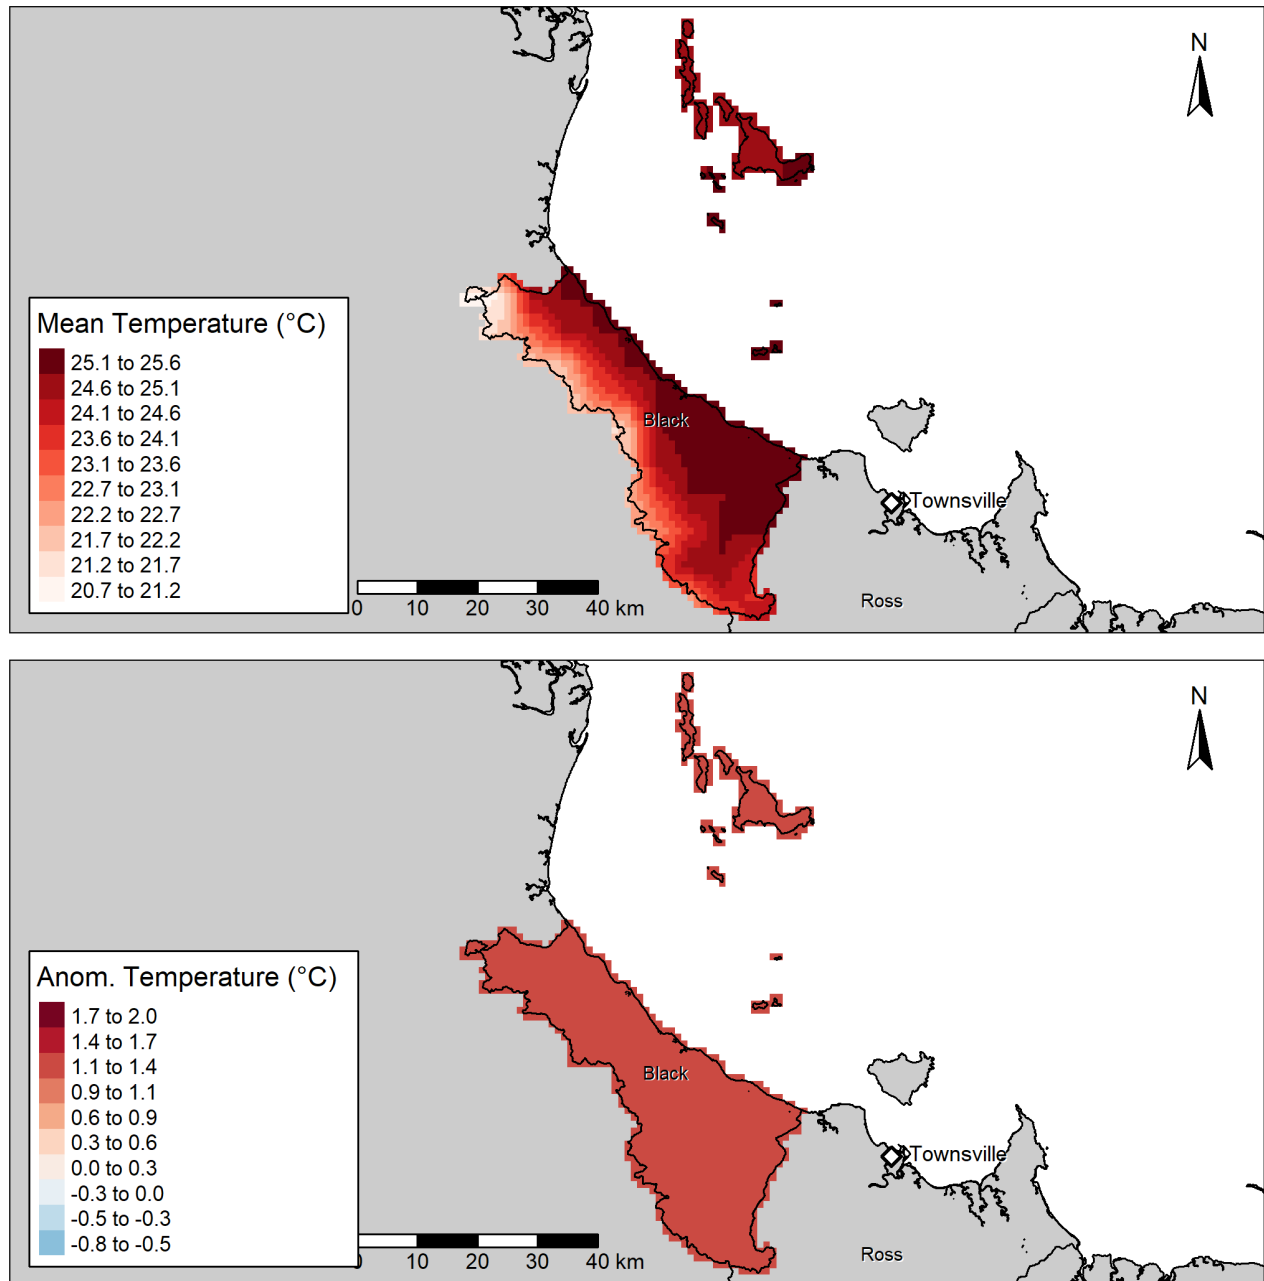 N
Mean Temperature (°C)
25.1 to 25.6
24.6 to 25.1
24.1 to 24.6
23.6 to 24.1
23.1 to 23.6
22.7 to 23.1
22.2 to 22.7
21.7 to 22.2
21.2 to 21.7
20.7 to 21.2
Black
Townsville
Ross
0 10 20 30 40 km
N
Anom. Temperature (°C)
1.7 to 2.0
1.4 to 1.7
1.1 to 1.4
0.9 to 1.1
0.6 to 0.9
0.3 to 0.6
0.0 to 0.3
-0.3 to 0.0
-0.5 to -0.3
-0.8 to -0.5
Black
Townsville
Ross
0 10 20 30 40 km